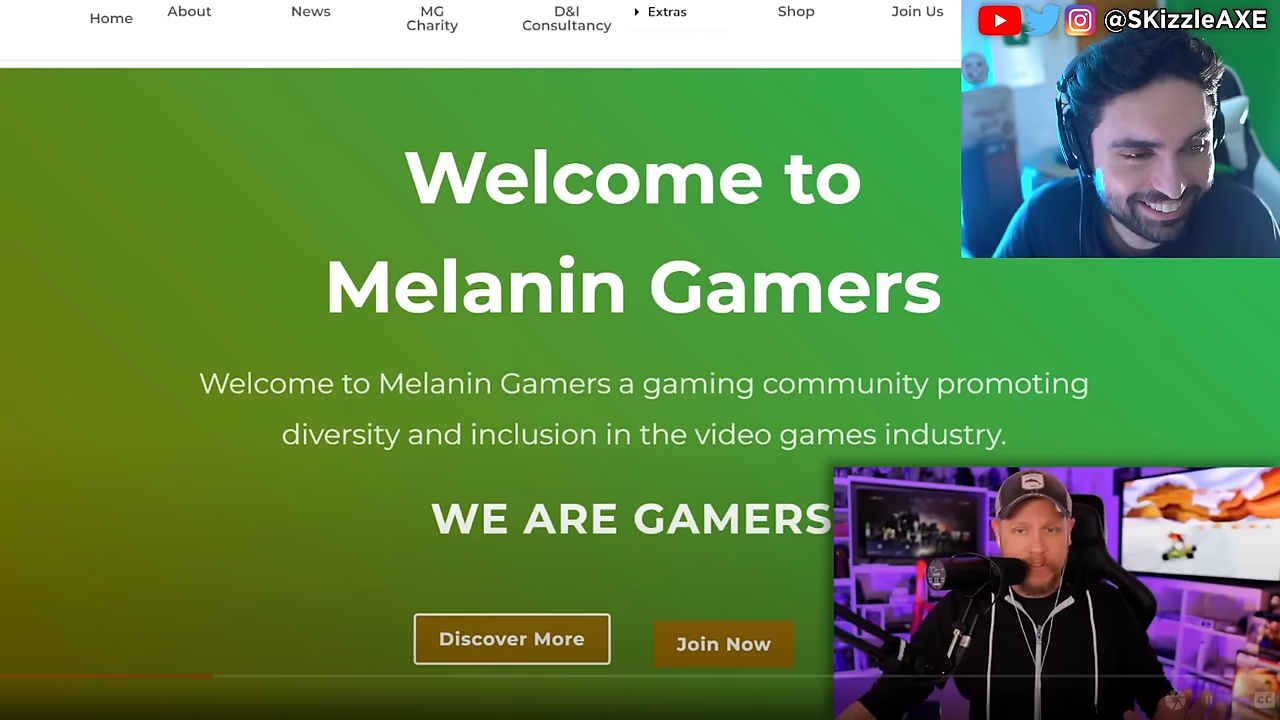 Home
About
News
MG
Charity
D&I
Consultancy
Extras
Shop
Join Us
@SKizzleAXE
Welcome to
Melanin Gamers
Welcome to Melanin Gamers a gaming community promoting
diversity and inclusion in the video games industry.
WE ARE GAMERS
Discover More
Join Now